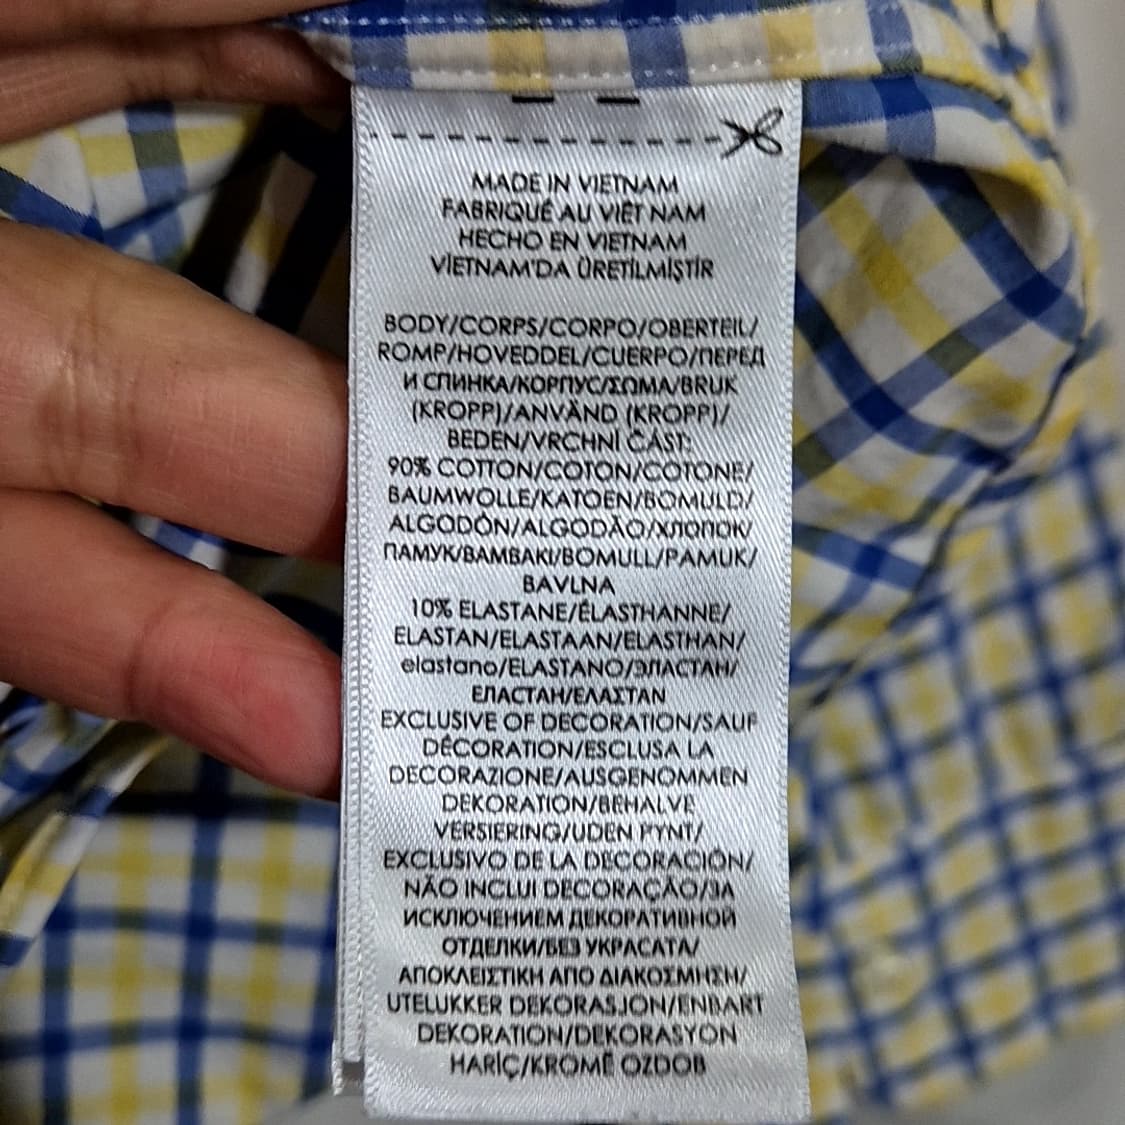 MADE IN VIETNAM
FABRIQUÉ AU VIÊT NAM
HECHO EN VIETNAM
VİETNAM'DA ÜRETİLMİŞTİR
BODY/CORPS/CORPO/OBERTEIL/
ROMP/HOVEDDEL/CUERPO/ПЕРЕД
И СПИНКА/КОРПУС/ΣΩΜΑ/BRUK
(KROPP)/ANVÄND (KROPP)/
BEDEN/VRCHNÍ ČÁST:
90% COTTON/COTON/COTONE/
BAUMWOLLE/KATOEN/BOMULD/
ALGODÓN/ALGODÃO/ХЛОПОК/
ПАМУК/ΒΑΜΒΑΚΙ/BOMULL/PAMUK/
BAVLNA
10% ELASTANE/ÉLASTHANNE/
ELASTAN/ELASTAAN/ELASTHAN/
elastano/ELASTANO/ЭЛАСТАН/
ЕЛАСТАН/ΕΛΑΣΤΑΝ
EXCLUSIVE OF DECORATION/SAUF
DÉCORATION/ESCLUSA LA
DECORAZIONE/AUSGENOMMEN
DEKORATION/BEHALVE
VERSIERING/UDEN PYNT/
EXCLUSIVO DE LA DECORACIÓN/
NÃO INCLUI DECORAÇÃO/ЗА
ИСКЛЮЧЕНИЕМ ДЕКОРАТИВНОЙ
ОТДЕЛКИ/БЕЗ УКРАСАТА/
ΑΠΟΚΛΕΙΣΤΙΚΗ ΑΠΟ ΔΙΑΚΟΣΜΗΣΗ/
UTELUKKER DEKORASJON/ENBART
DEKORATION/DEKORASYON
HARİÇ/KROMĚ OZDOB